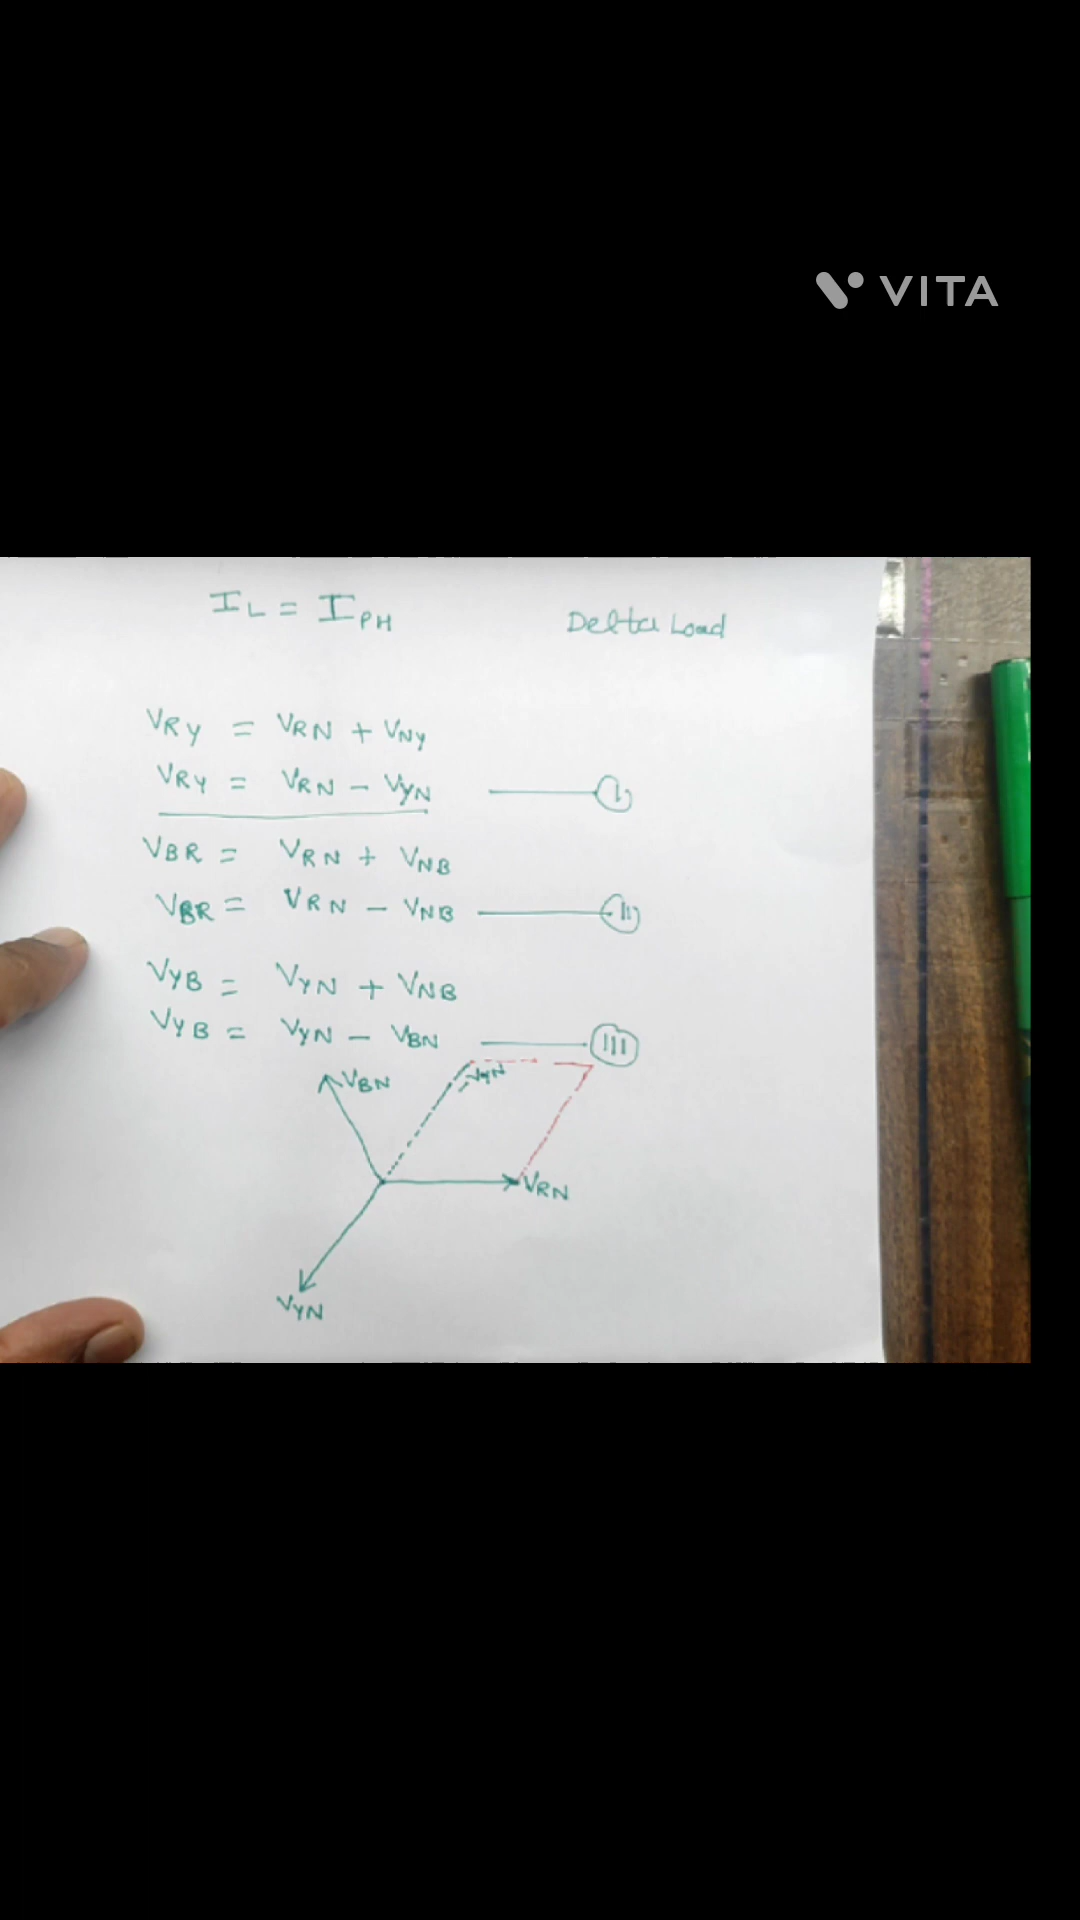 VITA
IL = IPH
Delta Load
VRY = VRN + VNY
VRY = VRN - VYN — I
VBR = VRN + VNB
VBR = VRN - VNB — II
VYB = VYN + VNB
VYB = VYN - VBN — III
VBN
-VYN
VRN
VYN